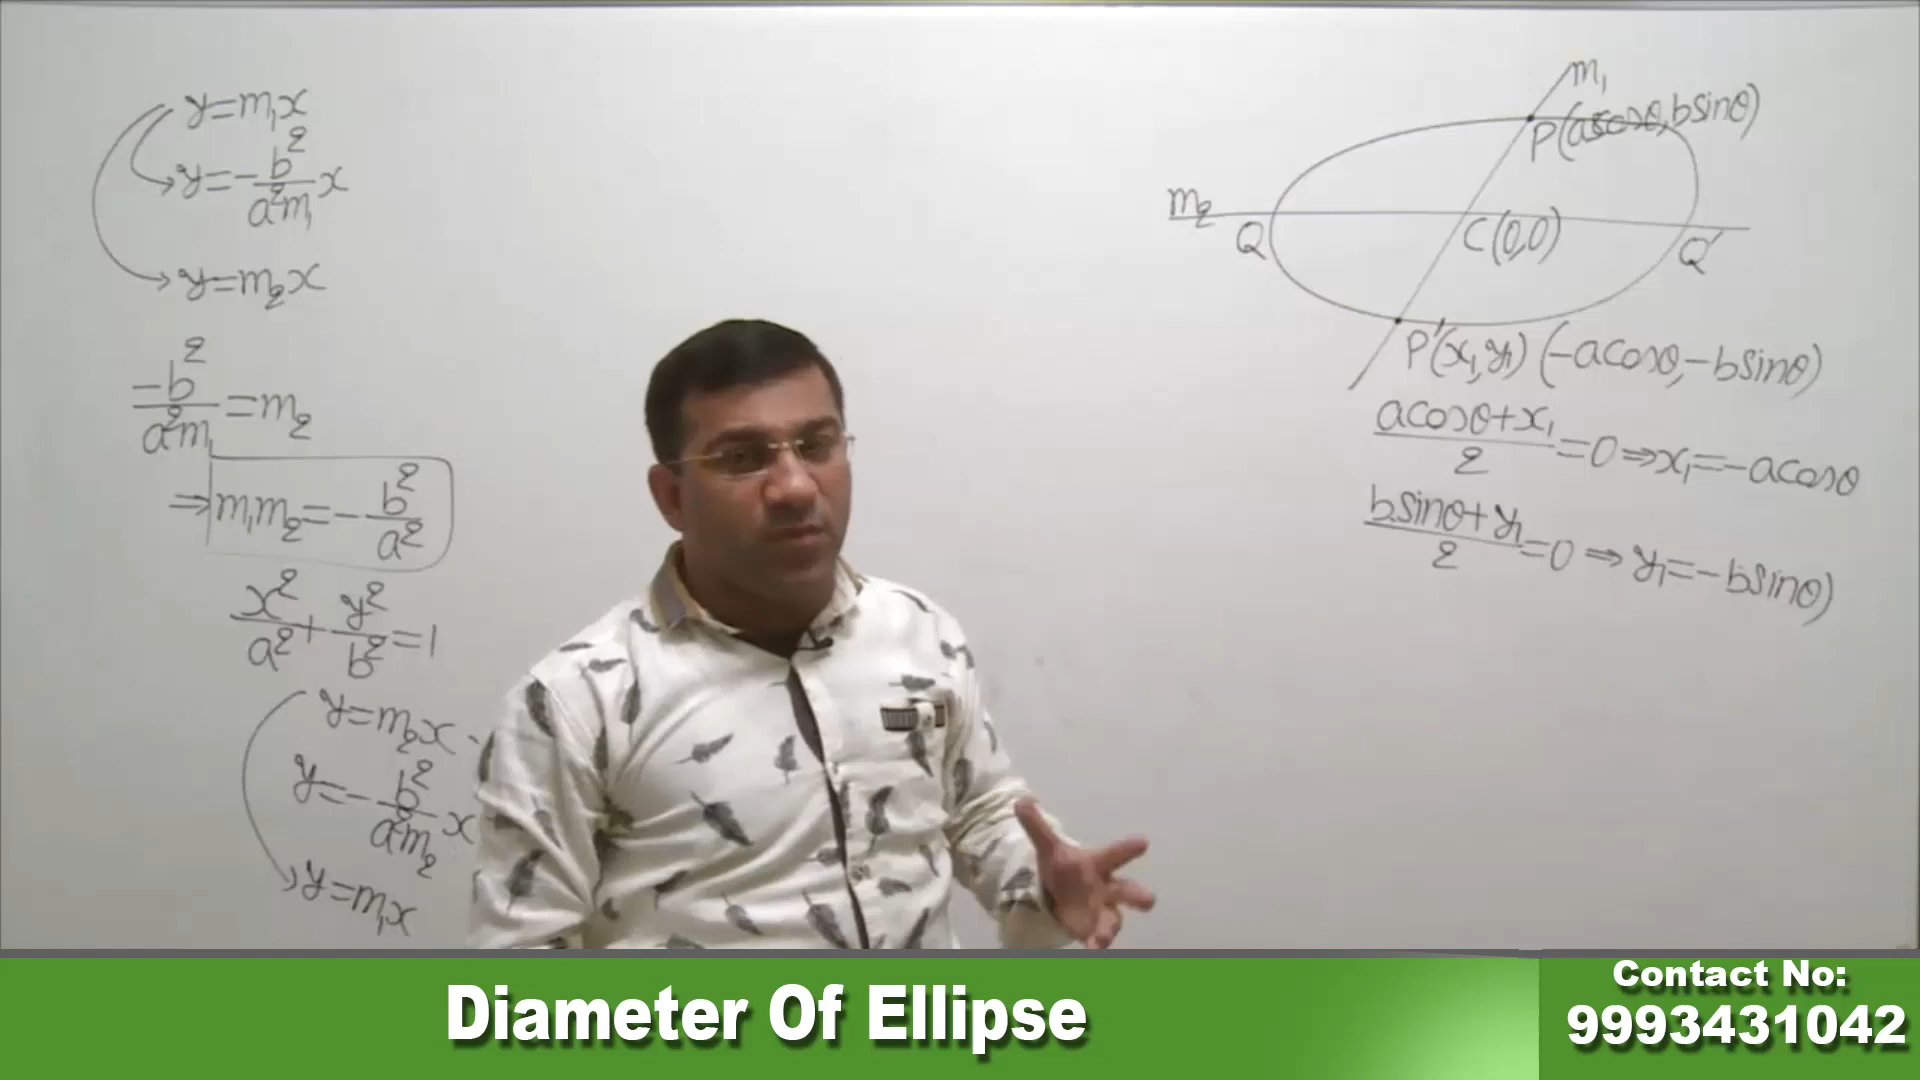 y=m₁x
y=-b²/a²m₁ x
y=m₂x
-b²/a²m₁=m₂
⇒m₁m₂=-b²/a²
x²/a²+y²/b²=1
y=m₂x
y=-b²/a²m₂ x
y=m₁x
m₁
P(acosθ,bsinθ)
m₂
Q
C(0,0)
Q'
P'(x₁,y₁) (-acosθ,-bsinθ)
acosθ+x₁/2=0⇒x₁=-acosθ
bsinθ+y₁/2=0⇒y₁=-bsinθ)
Diameter Of Ellipse
Contact No:
9993431042